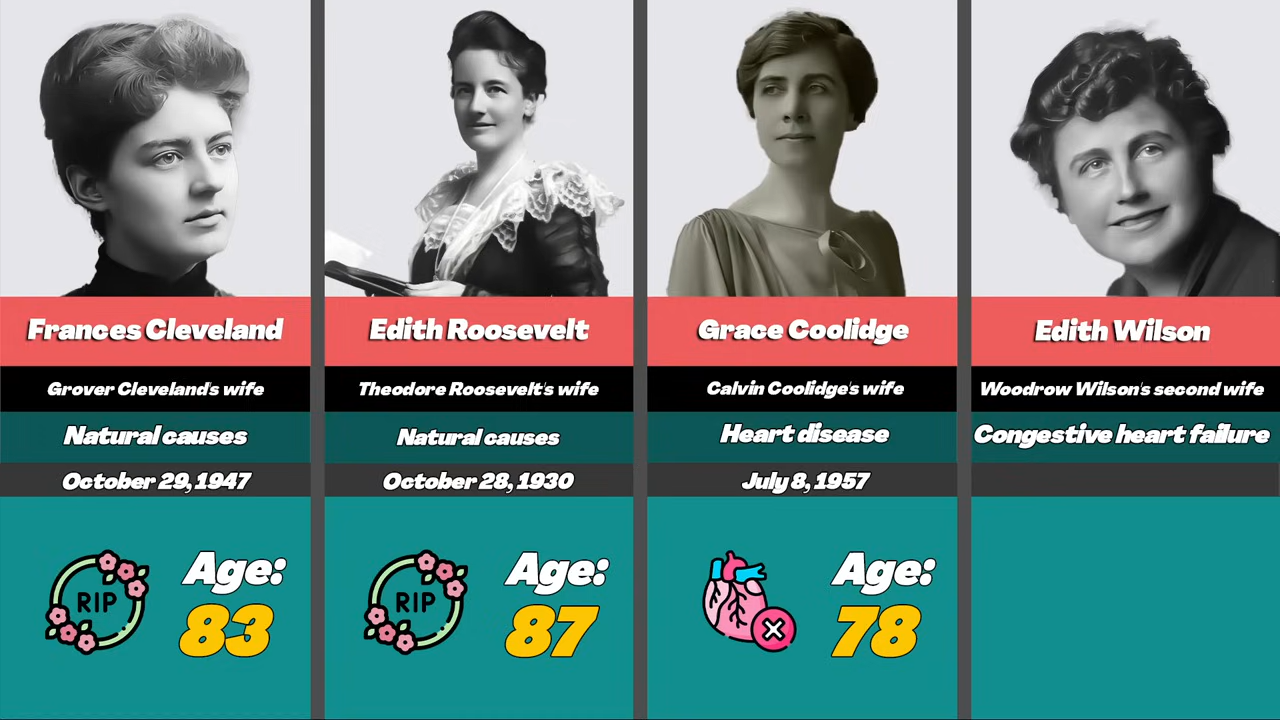 Frances Cleveland
Grover Cleveland's wife
Natural causes
October 29, 1947
RIP
Age:
83
Edith Roosevelt
Theodore Roosevelt's wife
Natural causes
October 28, 1930
RIP
Age:
87
Grace Coolidge
Calvin Coolidge's wife
Heart disease
July 8, 1957
Age:
78
Edith Wilson
Woodrow Wilson's second wife
Congestive heart failure